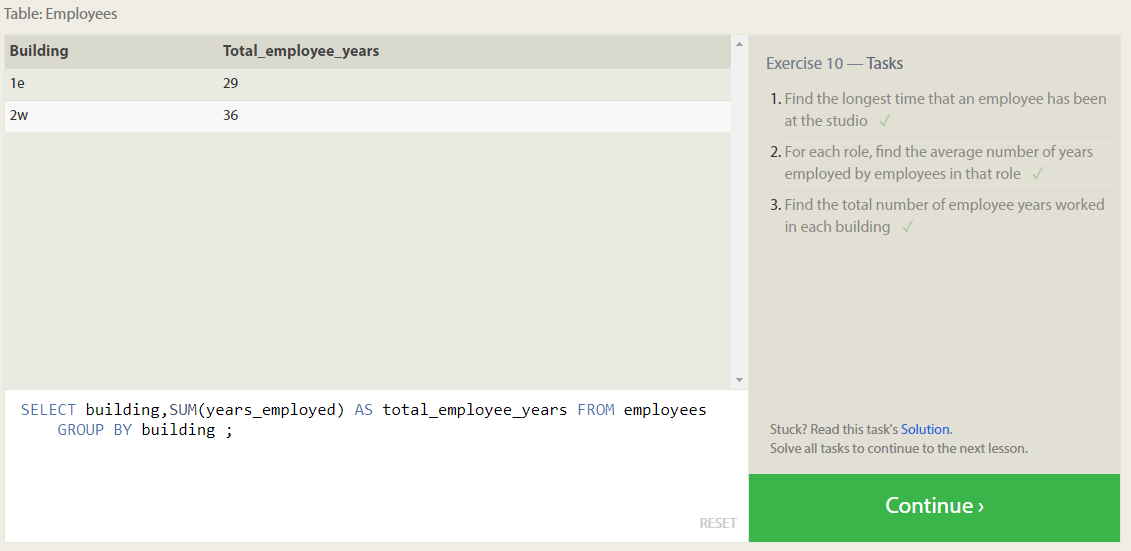 Table: Employees
Building Total_employee_years
1e 29
2w 36
SELECT building,SUM(years_employed) AS total_employee_years FROM employees
GROUP BY building ;
RESET
Exercise 10 — Tasks
1. Find the longest time that an employee has been
at the studio ✓
2. For each role, find the average number of years
employed by employees in that role ✓
3. Find the total number of employee years worked
in each building ✓
Stuck? Read this task's Solution.
Solve all tasks to continue to the next lesson.
Continue ›